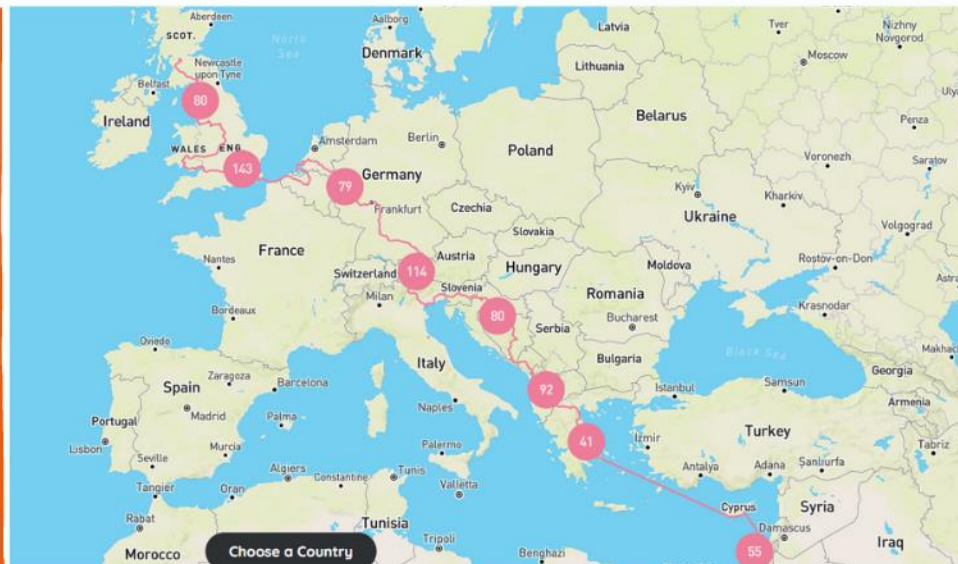 Aberdeen
SCOT.
North
Sea
Aalborg
Denmark
Latvia
Lithuania
Tver
Moscow
Nizhny
Novgorod
Newcastle
upon Tyne
Belfast
80
Ireland
WALES
ENG.
143
Amsterdam
Berlin
Poland
Belarus
Penza
Voronezh
Saratov
79
Germany
Frankfurt
Czechia
Slovakia
Kyiv
Kharkiv
Ukraine
Volgograd
France
Nantes
Austria
114
Switzerland
Hungary
Moldova
Rostov-on-Don
Milan
Slovenia
80
Romania
Bucharest
Krasnodar
Bordeaux
Serbia
Oviedo
Italy
Bulgaria
Black Sea
Georgia
Zaragoza
Barcelona
Spain
Madrid
Naples
92
Istanbul
Samsun
Armenia
Portugal
Palma
Lisbon
Murcia
Palermo
41
Izmir
Turkey
Tabriz
Seville
Algiers
Constantine
Tunis
Antalya
Adana
Şanlıurfa
Tangier
Oran
Valletta
Cyprus
Syria
Rabat
Tunisia
Damascus
Morocco
Choose a Country
Tripoli
Benghazi
55
Iraq